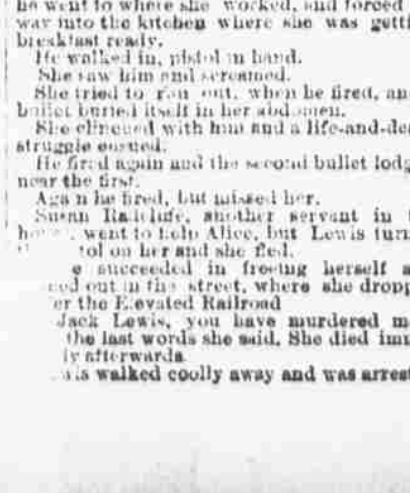 he went to where she worked, and forced
way into the kitchen where she was getti
breakfast ready.
He walked in, pistol in hand.
She saw him and screamed.
She tried to run out, when he fired, an
bullet buried itself in her abdomen.
She clinched with him and a life-and-de
struggle ensued.
He fired again and the second bullet lodg
near the first.
Again he fired, but missed her.
Susan Ratcliffe, another servant in
went to help Alice, but Lewis turn
tol on her and she fled.
e succeeded in freeing herself a
ed out in the street, where she dropp
er the Elevated Railroad
Jack Lewis, you have murdered m
the last words she said. She died imm
ly afterwards
is walked coolly away and was arrest